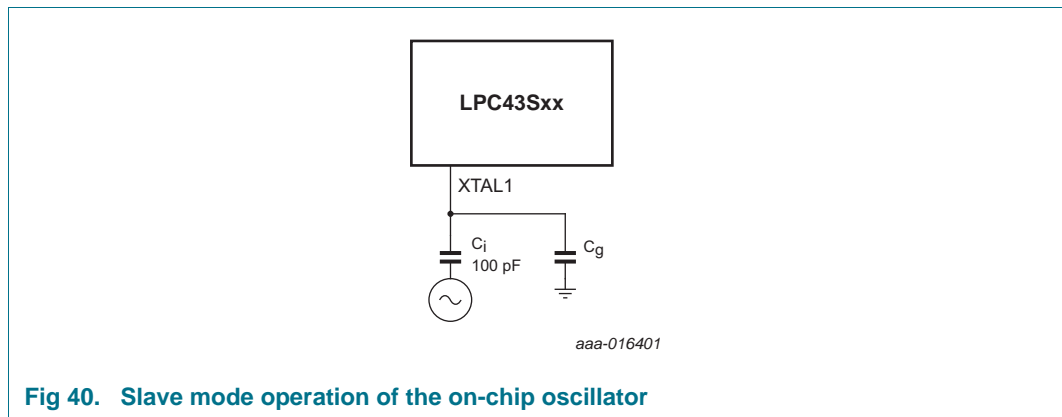 LPC43Sxx
XTAL1
Ci
100 pF
Cg
aaa-016401
Fig 40. Slave mode operation of the on-chip oscillator